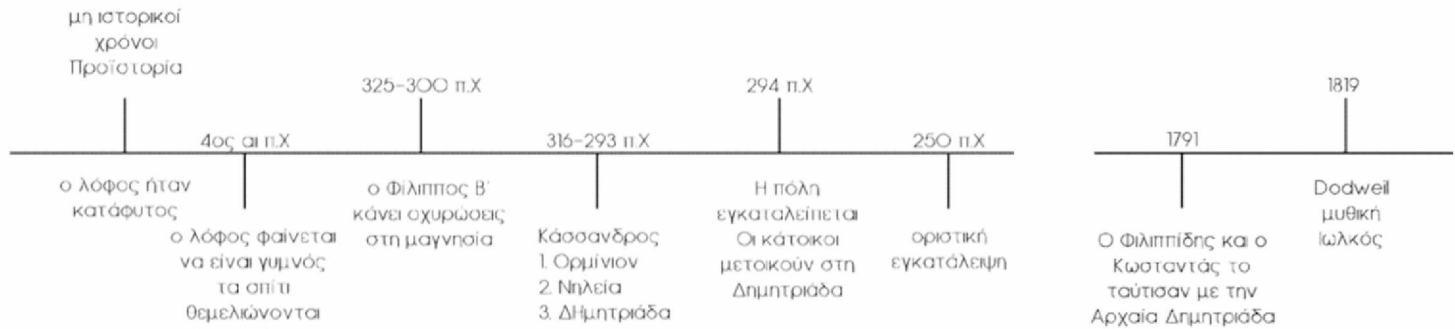 μη ιστορικοί
χρόνοι
Προϊστορία
ο λόφος ήταν
κατάφυτος
4ος αι π.Χ
ο λόφος φαίνεται
να είναι γυμνός
τα σπίτι
θεμελιώνονται
325-300 π.Χ
ο Φίλιππος Β΄
κάνει οχυρώσεις
στη μαγνησία
316-293 π.Χ
Κάσσανδρος
1. Ορμίνιον
2. Νηλεία
3. ΔΗμητριάδα
294 π.Χ
Η πόλη
εγκαταλείπεται
Οι κάτοικοι
μετοικούν στη
Δημητριάδα
250 π.Χ
οριστική
εγκατάλειψη
1791
Ο Φιλιππίδης και ο
Κωσταντάς το
ταύτισαν με την
Αρχαία Δημητριάδα
1819
Dodweil
μυθική
Ιωλκός